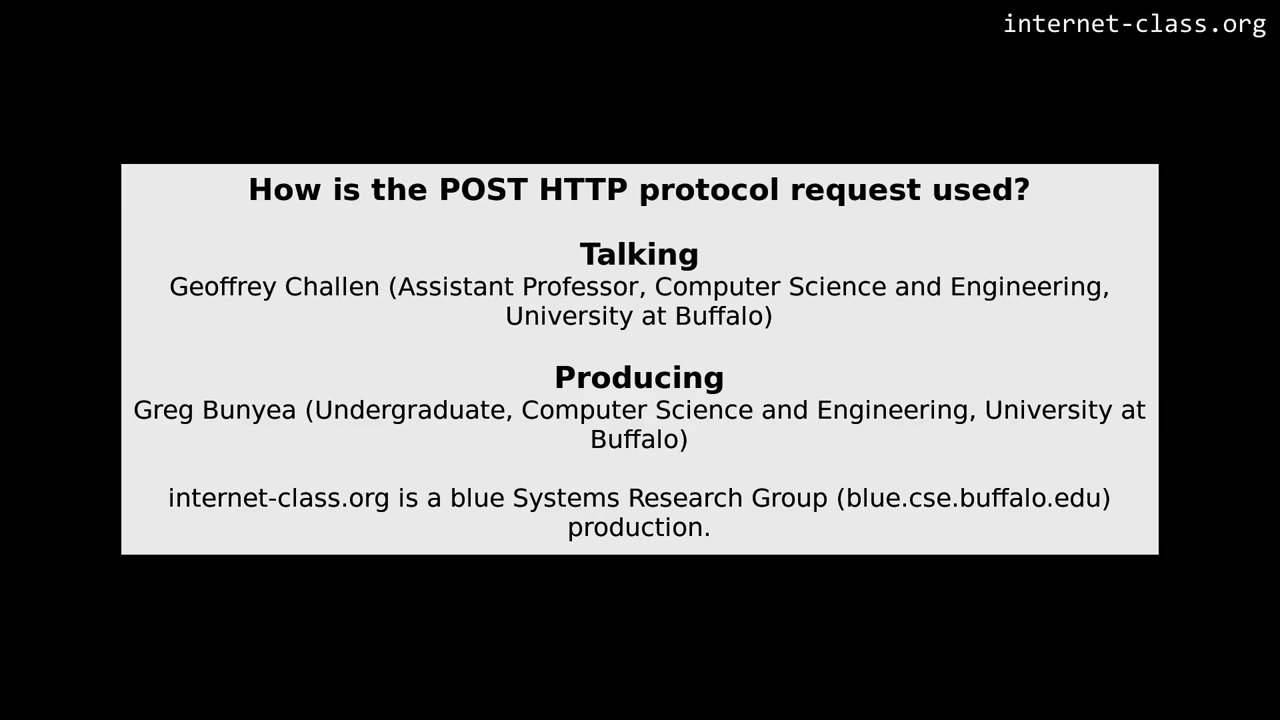 internet-class.org
How is the POST HTTP protocol request used?
Talking
Geoffrey Challen (Assistant Professor, Computer Science and Engineering,
University at Buffalo)
Producing
Greg Bunyea (Undergraduate, Computer Science and Engineering, University at
Buffalo)
internet-class.org is a blue Systems Research Group (blue.cse.buffalo.edu)
production.